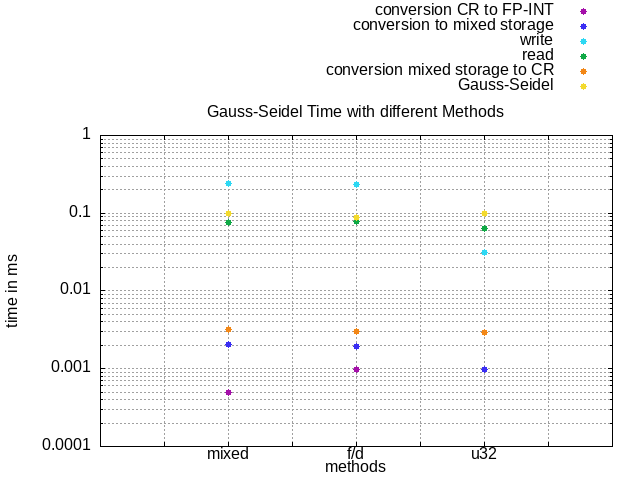 conversion CR to FP-INT
conversion to mixed storage
write
read
conversion mixed storage to CR
Gauss-Seidel
Gauss-Seidel Time with different Methods
1
0.1
0.01
0.001
0.0001
time in ms
mixed f/d u32
methods